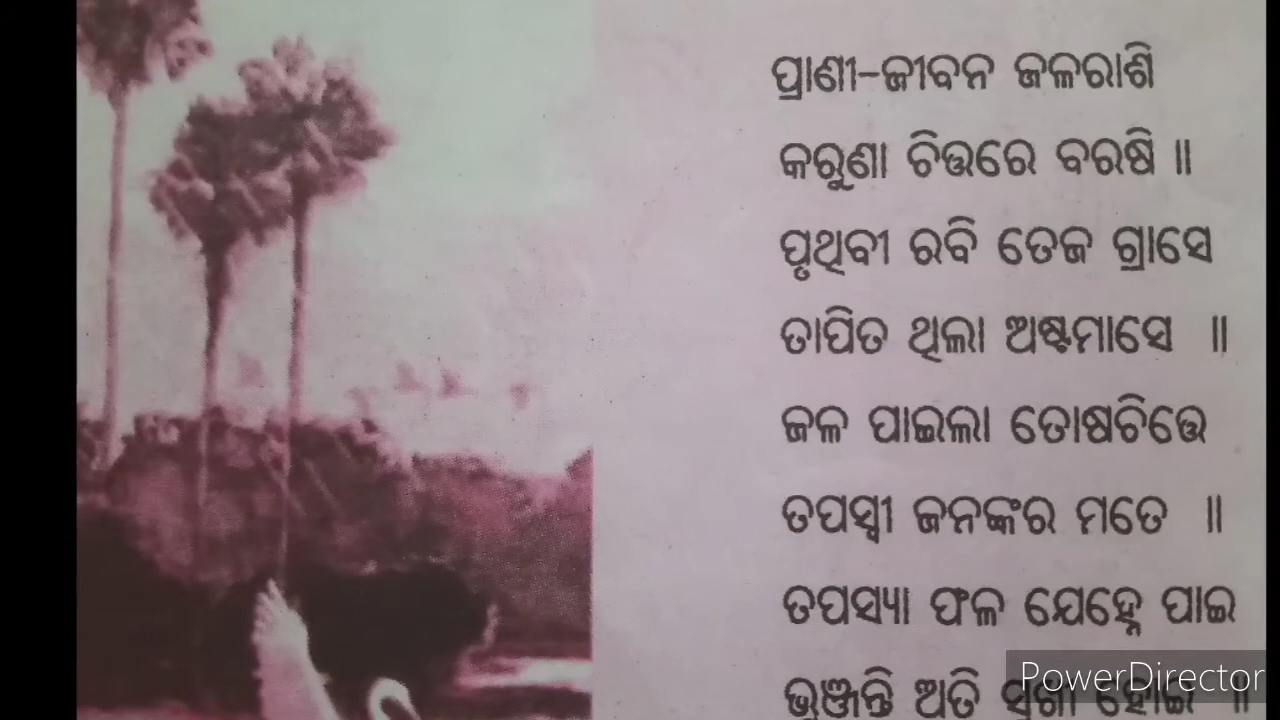 ପ୍ରାଣୀ-ଜୀବନ ଜଳରାଶି
କରୁଣା ଚିତ୍ତରେ ବରଷି ॥
ପୃଥିବୀ ରବି ତେଜ ଗ୍ରାସେ
ତାପିତ ଥିଲା ଅଷ୍ଟମାସେ ॥
ଜଳ ପାଇଲା ତୋଷଚିତ୍ତେ
ତପସ୍ୱୀ ଜନଙ୍କର ମତେ ॥
ତପସ୍ୟା ଫଳ ଯେହ୍ନେ ପାଇ
ଭୁଞ୍ଜନ୍ତି ଅତି ସୁଖୀ ହୋଇ ॥
PowerDirector